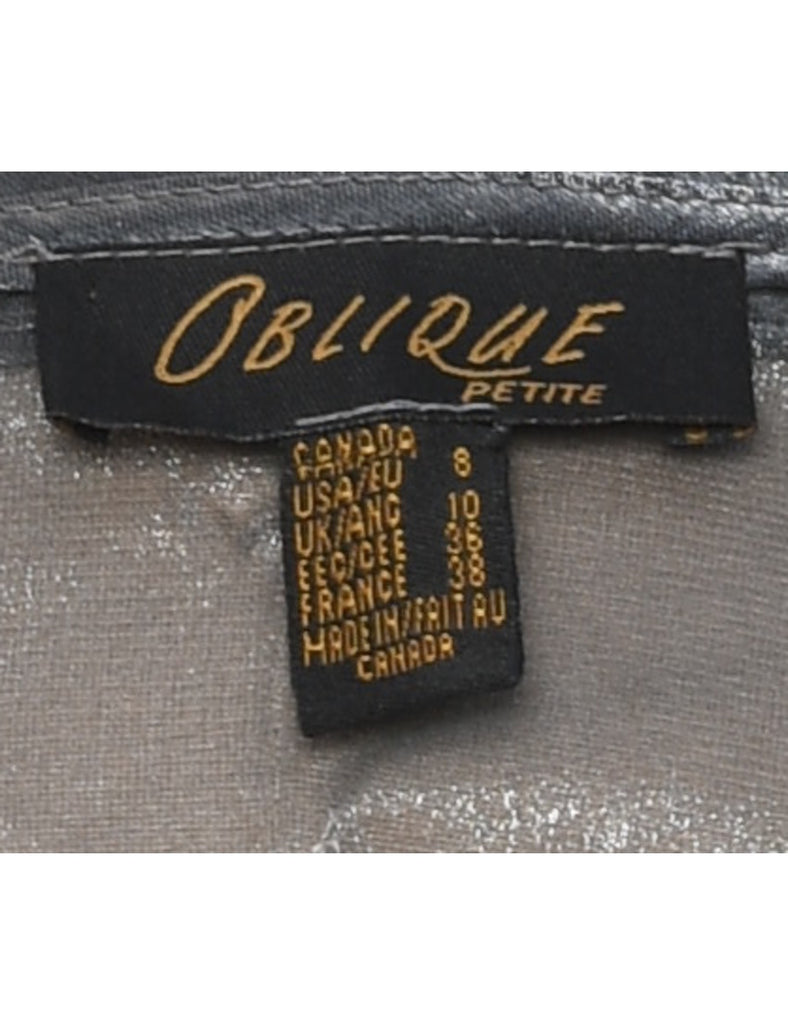 OBLIQUE
PETITE
CANADA 8
USA/EU
UK/ANG 10
EEC/CEE 36
FRANCE 38
MADE IN/FAIT AU
CANADA